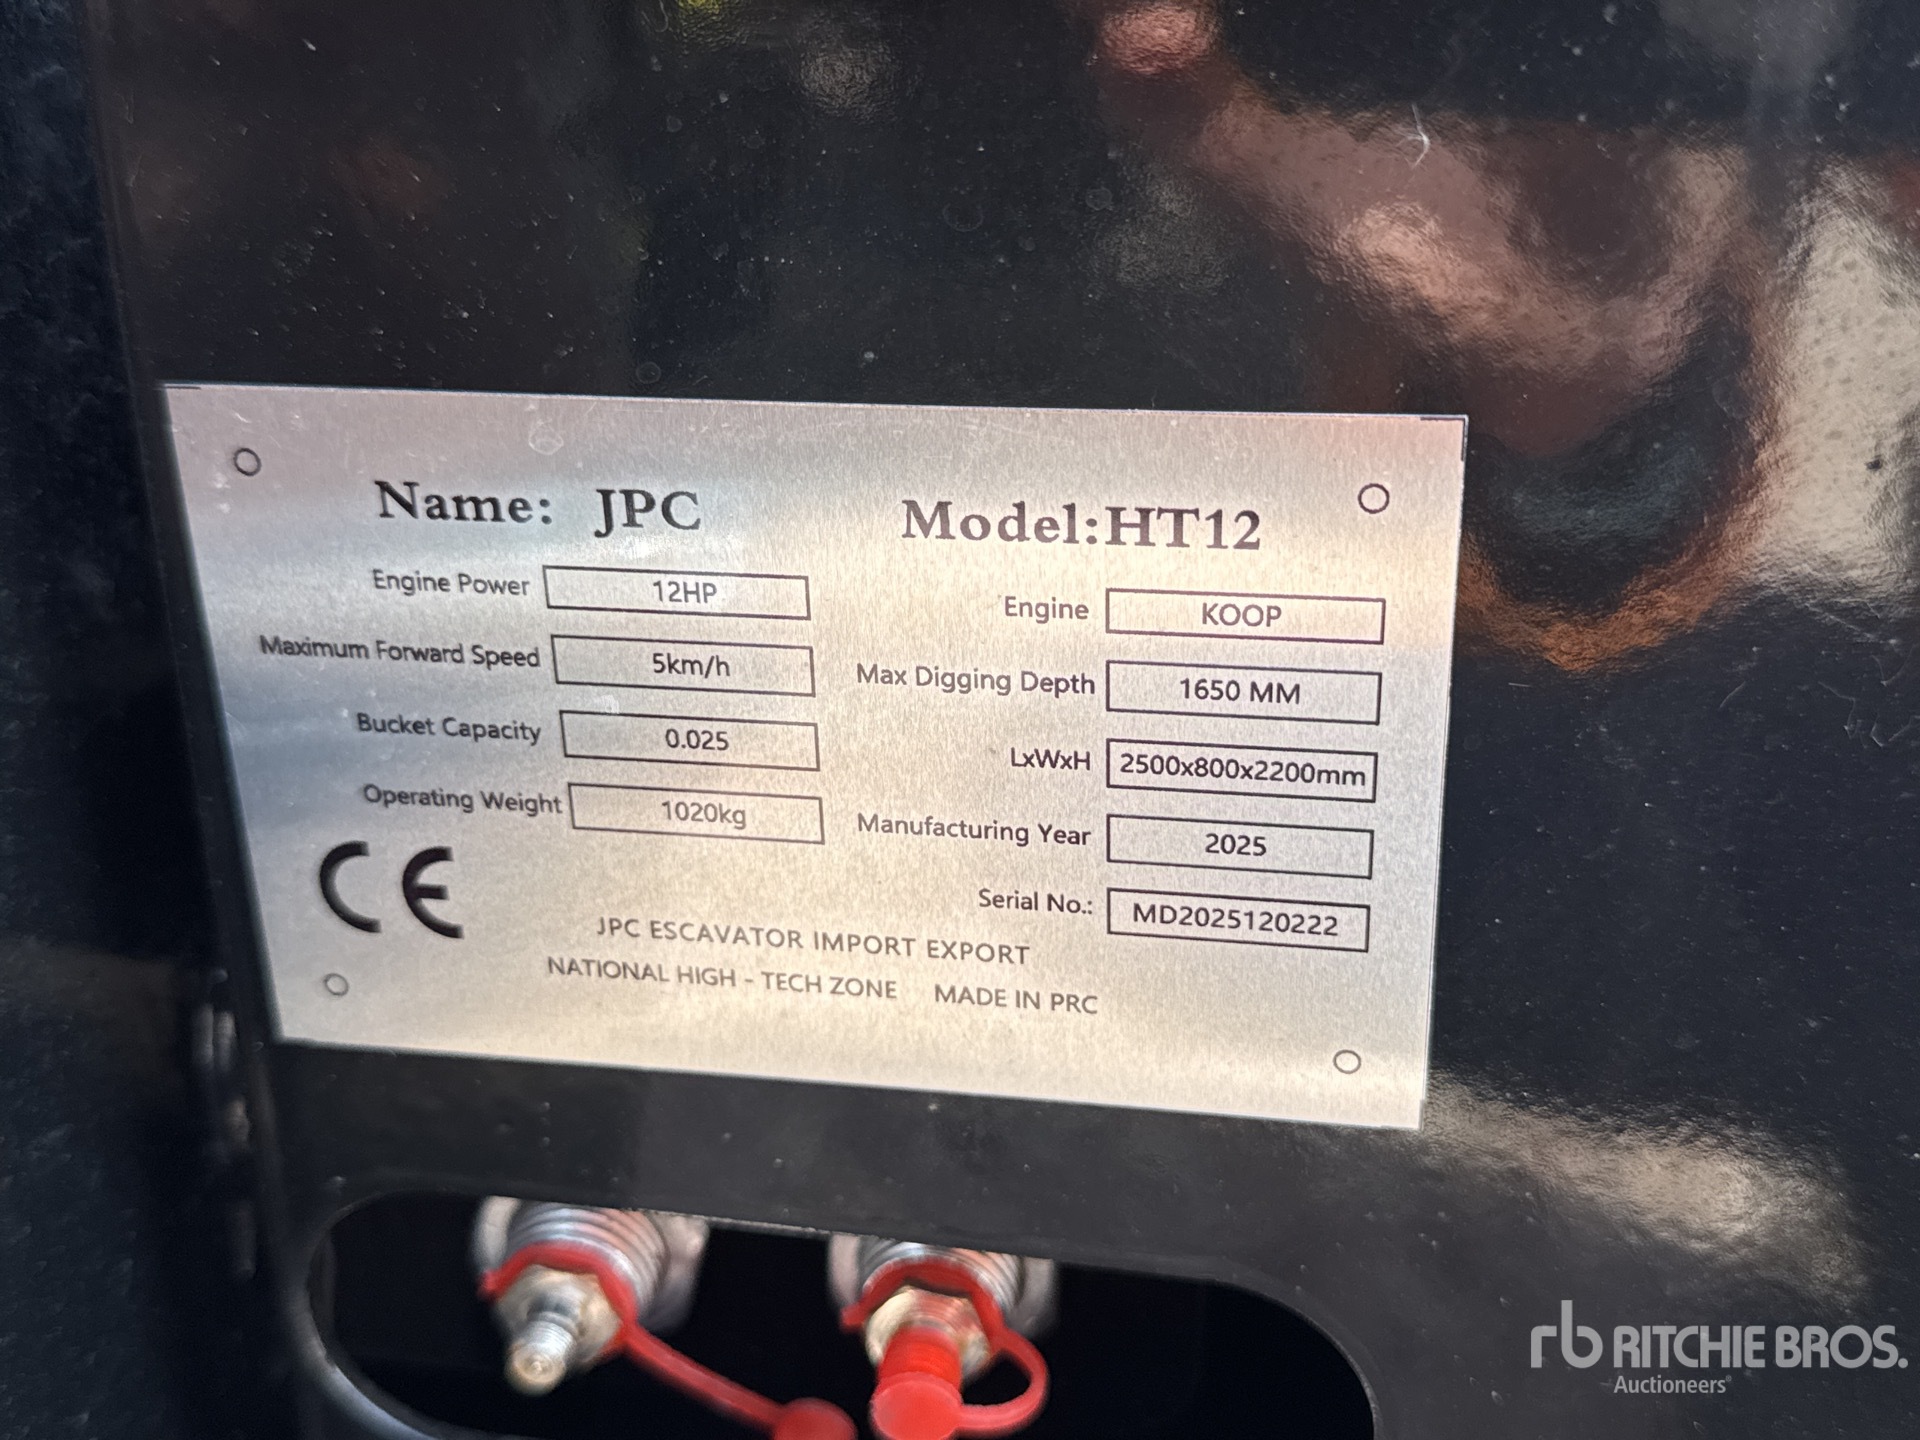 Name: JPC
Model:HT12
Engine Power 12HP
Engine KOOP
Maximum Forward Speed 5km/h
Max Digging Depth 1650 MM
Bucket Capacity 0.025
LxWxH 2500x800x2200mm
Operating Weight 1020kg
Manufacturing Year 2025
Serial No.: MD2025120222
CE
JPC ESCAVATOR IMPORT EXPORT
NATIONAL HIGH - TECH ZONE MADE IN PRC
rb RITCHIE BROS.
Auctioneers®